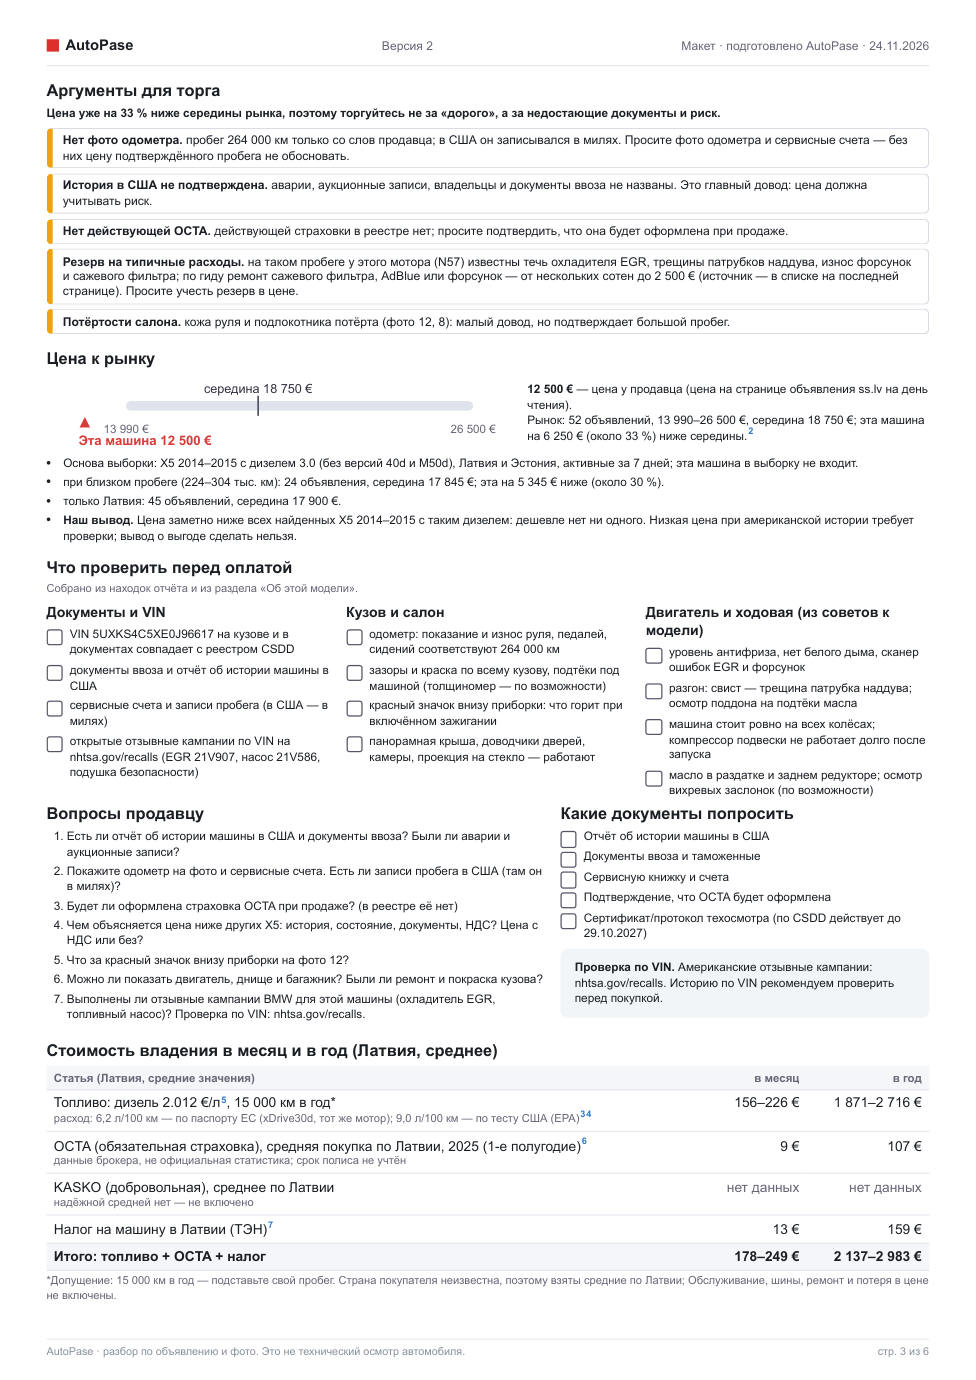 AutoPase
Версия 2
Макет · подготовлено AutoPase · 24.11.2026
Аргументы для торга
Цена уже на 33 % ниже середины рынка, поэтому торгуйтесь не за «дорого», а за недостающие документы и риск.
Нет фото одометра. пробег 264 000 км только со слов продавца; в США он записывался в милях. Просите фото одометра и сервисные счета — без
них цену подтверждённого пробега не обосновать.
История в США не подтверждена. аварии, аукционные записи, владельцы и документы ввоза не названы. Это главный довод: цена должна
учитывать риск.
Нет действующей ОСТА. действующей страховки в реестре нет; просите подтвердить, что она будет оформлена при продаже.
Резерв на типичные расходы. на таком пробеге у этого мотора (N57) известны течь охладителя EGR, трещины патрубков наддува, износ форсунок
и сажевого фильтра; по гиду ремонт сажевого фильтра, AdBlue или форсунок — от нескольких сотен до 2 500 € (источник — в списке на последней
странице). Просите учесть резерв в цене.
Потёртости салона. кожа руля и подлокотника потёрта (фото 12, 8): малый довод, но подтверждает большой пробег.
Цена к рынку
середина 18 750 €
13 990 €
26 500 €
Эта машина 12 500 €
12 500 € — цена у продавца (цена на странице объявления ss.lv на день
чтения).
Рынок: 52 объявлений, 13 990–26 500 €, середина 18 750 €; эта машина
на 6 250 € (около 33 %) ниже середины.2
• Основа выборки: X5 2014–2015 с дизелем 3.0 (без версий 40d и M50d), Латвия и Эстония, активные за 7 дней; эта машина в выборку не входит.
• при близком пробеге (224–304 тыс. км): 24 объявления, середина 17 845 €; эта на 5 345 € ниже (около 30 %).
• только Латвия: 45 объявлений, середина 17 900 €.
• Наш вывод. Цена заметно ниже всех найденных X5 2014–2015 с таким дизелем: дешевле нет ни одного. Низкая цена при американской истории требует
проверки; вывод о выгоде сделать нельзя.
Что проверить перед оплатой
Собрано из находок отчёта и из раздела «Об этой модели».
Документы и VIN
VIN 5UXKS4C5XE0J96617 на кузове и в
документах совпадает с реестром CSDD
документы ввоза и отчёт об истории машины в
США
сервисные счета и записи пробега (в США — в
милях)
открытые отзывные кампании по VIN на
nhtsa.gov/recalls (EGR 21V907, насос 21V586,
подушка безопасности)
Кузов и салон
одометр: показание и износ руля, педалей,
сидений соответствуют 264 000 км
зазоры и краска по всему кузову, подтёки под
машиной (толщиномер — по возможности)
красный значок внизу приборки: что горит при
включённом зажигании
панорамная крыша, доводчики дверей,
камеры, проекция на стекло — работают
Двигатель и ходовая (из советов к
модели)
уровень антифриза, нет белого дыма, сканер
ошибок EGR и форсунок
разгон: свист — трещина патрубка наддува;
осмотр поддона на подтёки масла
машина стоит ровно на всех колёсах;
компрессор подвески не работает долго после
запуска
масло в раздатке и заднем редукторе; осмотр
вихревых заслонок (по возможности)
Вопросы продавцу
1. Есть ли отчёт об истории машины в США и документы ввоза? Были ли аварии и
аукционные записи?
2. Покажите одометр на фото и сервисные счета. Есть ли записи пробега в США (там он
в милях)?
3. Будет ли оформлена страховка ОСТА при продаже? (в реестре её нет)
4. Чем объясняется цена ниже других X5: история, состояние, документы, НДС? Цена с
НДС или без?
5. Что за красный значок внизу приборки на фото 12?
6. Можно ли показать двигатель, днище и багажник? Были ли ремонт и покраска кузова?
7. Выполнены ли отзывные кампании BMW для этой машины (охладитель EGR,
топливный насос)? Проверка по VIN: nhtsa.gov/recalls.
Какие документы попросить
Отчёт об истории машины в США
Документы ввоза и таможенные
Сервисную книжку и счета
Подтверждение, что ОСТА будет оформлена
Сертификат/протокол техосмотра (по CSDD действует до
29.10.2027)
Проверка по VIN. Американские отзывные кампании:
nhtsa.gov/recalls. Историю по VIN рекомендуем проверить
перед покупкой.
Стоимость владения в месяц и в год (Латвия, среднее)
Статья (Латвия, средние значения) в месяц в год
Топливо: дизель 2.012 €/л5, 15 000 км в год* 156–226 € 1 871–2 716 €
расход: 6,2 л/100 км — по паспорту ЕС (xDrive30d, тот же мотор); 9,0 л/100 км — по тесту США (EPA)3 4
ОСТА (обязательная страховка), средняя покупка по Латвии, 2025 (1-е полугодие)6 9 € 107 €
данные брокера, не официальная статистика; срок полиса не учтён
KASKO (добровольная), среднее по Латвии нет данных нет данных
надёжной средней нет — не включено
Налог на машину в Латвии (ТЭН)7 13 € 159 €
Итого: топливо + ОСТА + налог 178–249 € 2 137–2 983 €
*Допущение: 15 000 км в год — подставьте свой пробег. Страна покупателя неизвестна, поэтому взяты средние по Латвии; Обслуживание, шины, ремонт и потеря в цене
не включены.
AutoPase · разбор по объявлению и фото. Это не технический осмотр автомобиля.
стр. 3 из 6